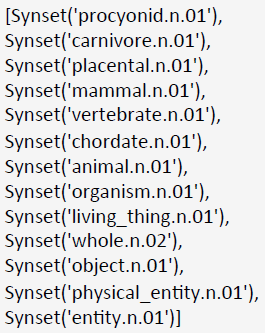 [Synset('procyonid.n.01'),
Synset('carnivore.n.01'),
Synset('placental.n.01'),
Synset('mammal.n.01'),
Synset('vertebrate.n.01'),
Synset('chordate.n.01'),
Synset('animal.n.01'),
Synset('organism.n.01'),
Synset('living_thing.n.01'),
Synset('whole.n.02'),
Synset('object.n.01'),
Synset('physical_entity.n.01'),
Synset('entity.n.01')]